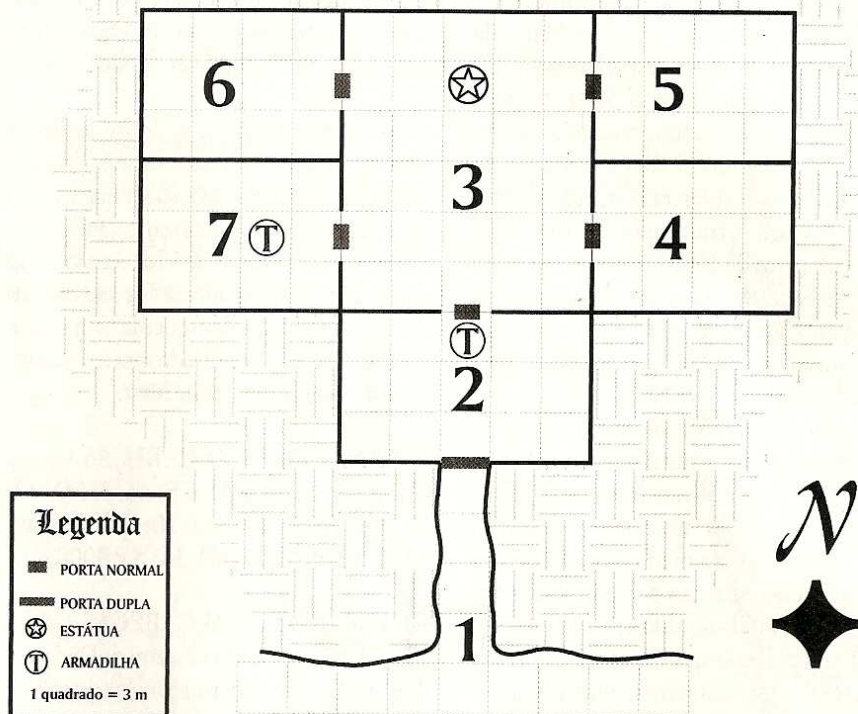 6
5
3
7 T
4
T
2
1
N
Legenda
PORTA NORMAL
PORTA DUPLA
ESTÁTUA
T ARMADILHA
1 quadrado = 3 m